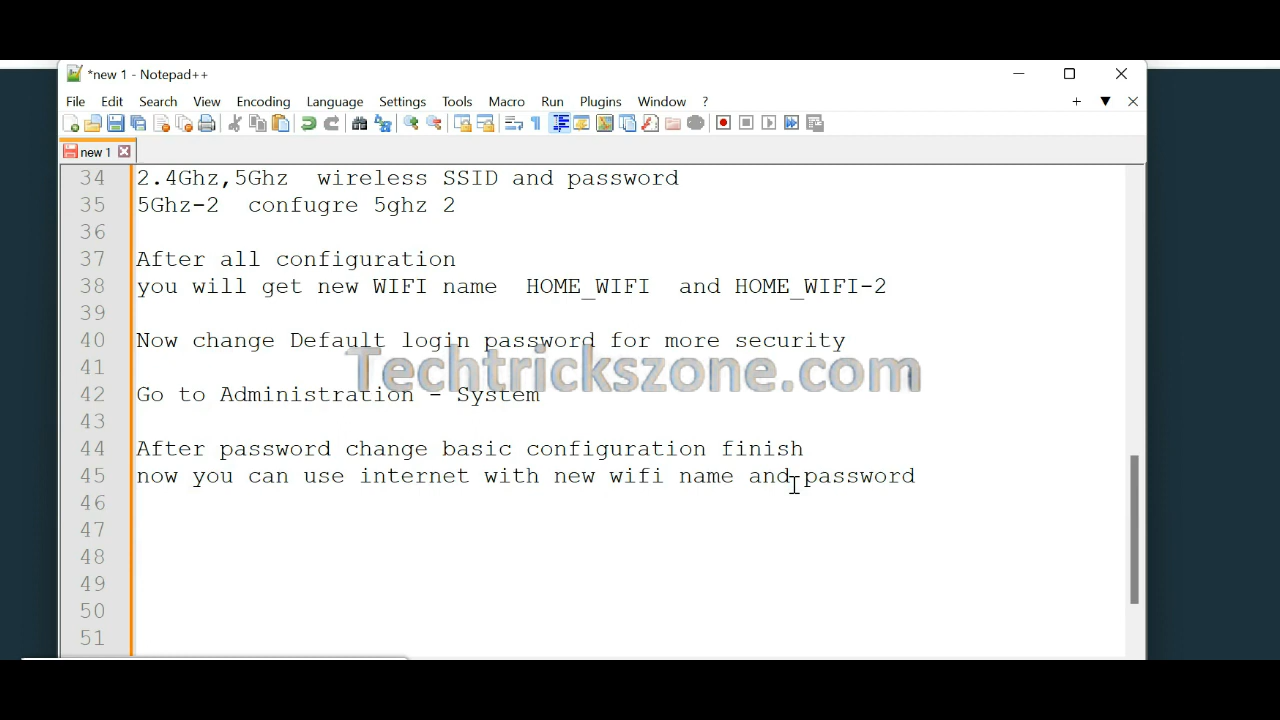 *new 1 - Notepad++
File Edit Search View Encoding Language Settings Tools Macro Run Plugins Window ?
new 1
34 2.4Ghz,5Ghz wireless SSID and password
35 5Ghz-2 confugre 5ghz 2
36
37 After all configuration
38 you will get new WIFI name HOME_WIFI and HOME_WIFI-2
39
40 Now change Default login password for more security
41
Techtrickszone.com
42 Go to Administration - System
43
44 After password change basic configuration finish
45 now you can use internet with new wifi name and password
46
47
48
49
50
51